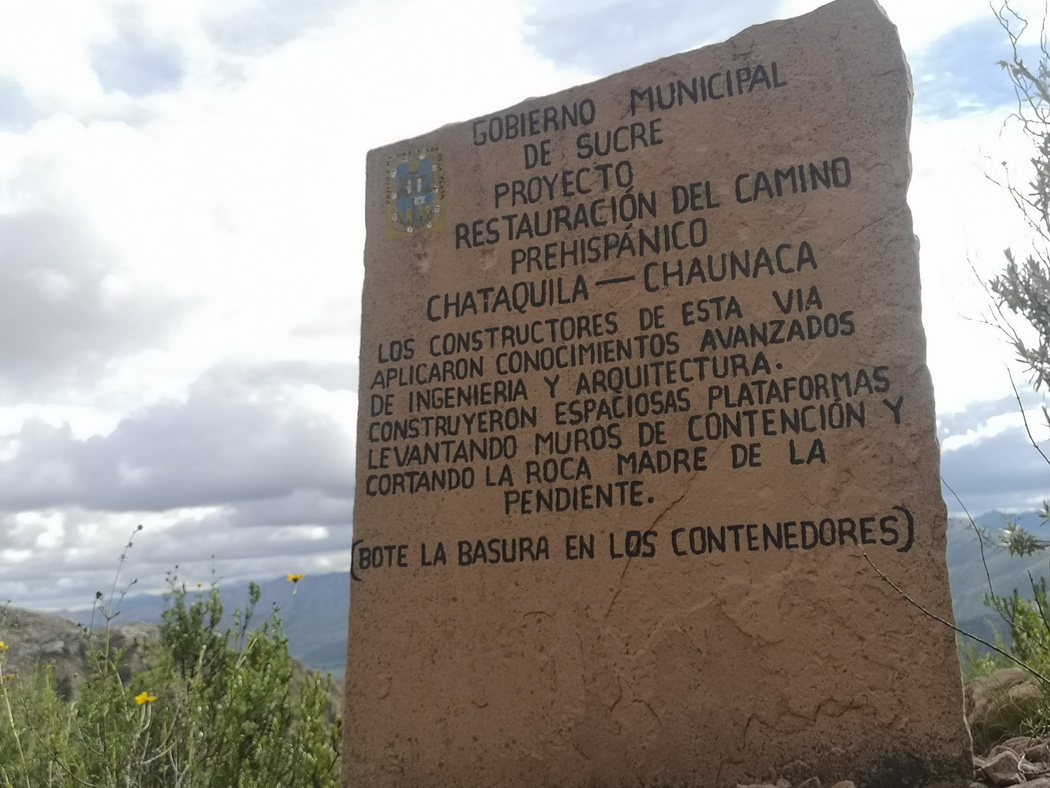 GOBIERNO MUNICIPAL
DE SUCRE
PROYECTO
RESTAURACIÓN DEL CAMINO
PREHISPÁNICO
CHATAQUILA — CHAUNACA
LOS CONSTRUCTORES DE ESTA VIA
APLICARON CONOCIMIENTOS AVANZADOS
DE INGENIERIA Y ARQUITECTURA.
CONSTRUYERON ESPACIOSAS PLATAFORMAS
LEVANTANDO MUROS DE CONTENCIÓN Y
CORTANDO LA ROCA MADRE DE LA
PENDIENTE.
(BOTE LA BASURA EN LOS CONTENEDORES)